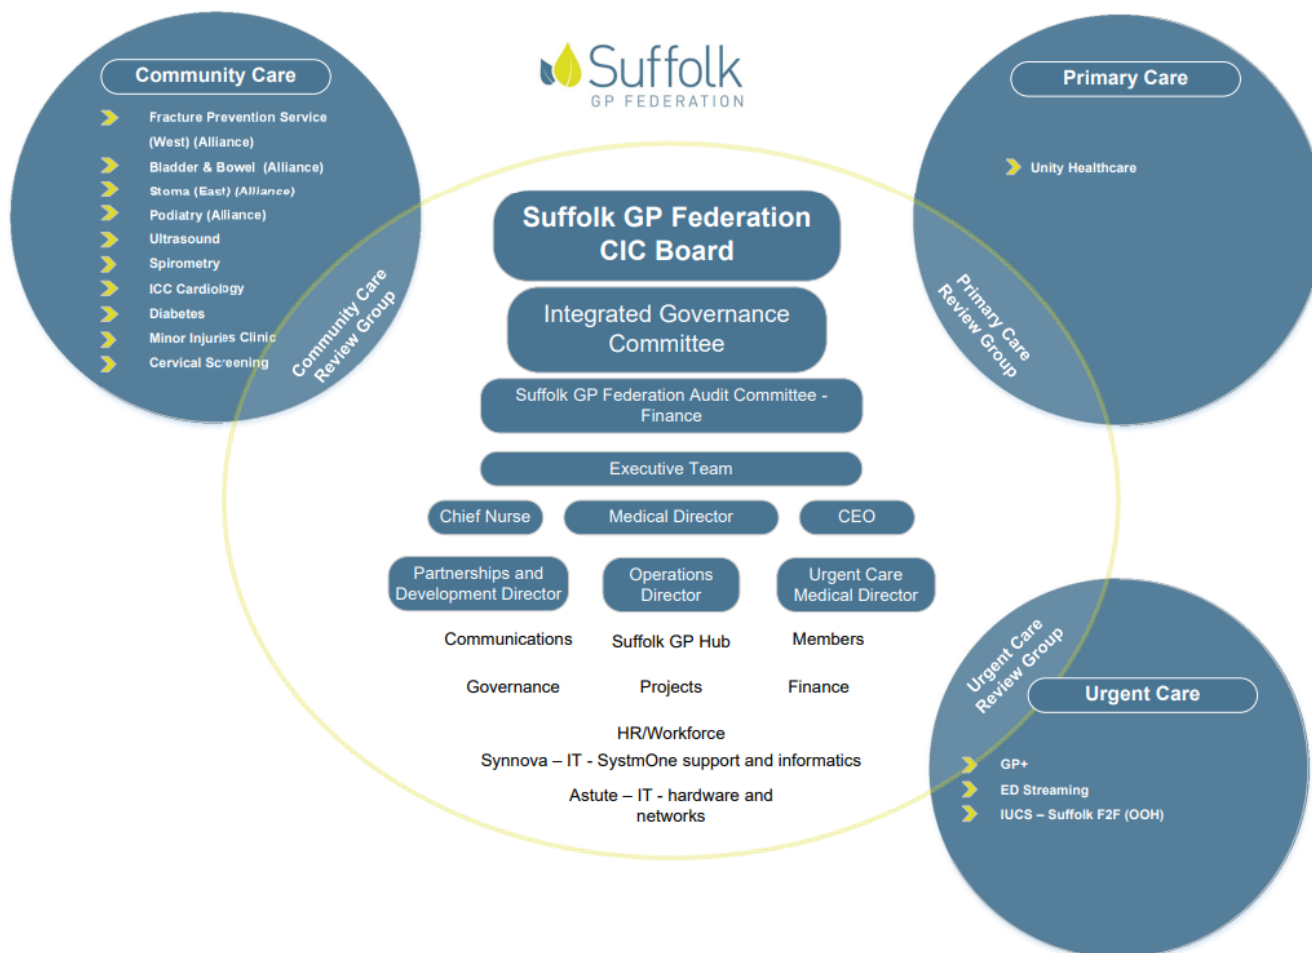 Suffolk
GP FEDERATION
Community Care
Fracture Prevention Service
(West) (Alliance)
Bladder & Bowel (Alliance)
Stoma (East) (Alliance)
Podiatry (Alliance)
Ultrasound
Spirometry
ICC Cardiology
Diabetes
Minor Injuries Clinic
Cervical Screening
Community Care
Review Group
Primary Care
Unity Healthcare
Primary Care
Review Group
Suffolk GP Federation
CIC Board
Integrated Governance
Committee
Suffolk GP Federation Audit Committee -
Finance
Executive Team
Chief Nurse
Medical Director
CEO
Partnerships and
Development Director
Operations
Director
Urgent Care
Medical Director
Communications
Suffolk GP Hub
Members
Governance
Projects
Finance
HR/Workforce
Synnova – IT - SystmOne support and informatics
Astute – IT - hardware and
networks
Urgent Care
Review Group
Urgent Care
GP+
ED Streaming
IUCS – Suffolk F2F (OOH)